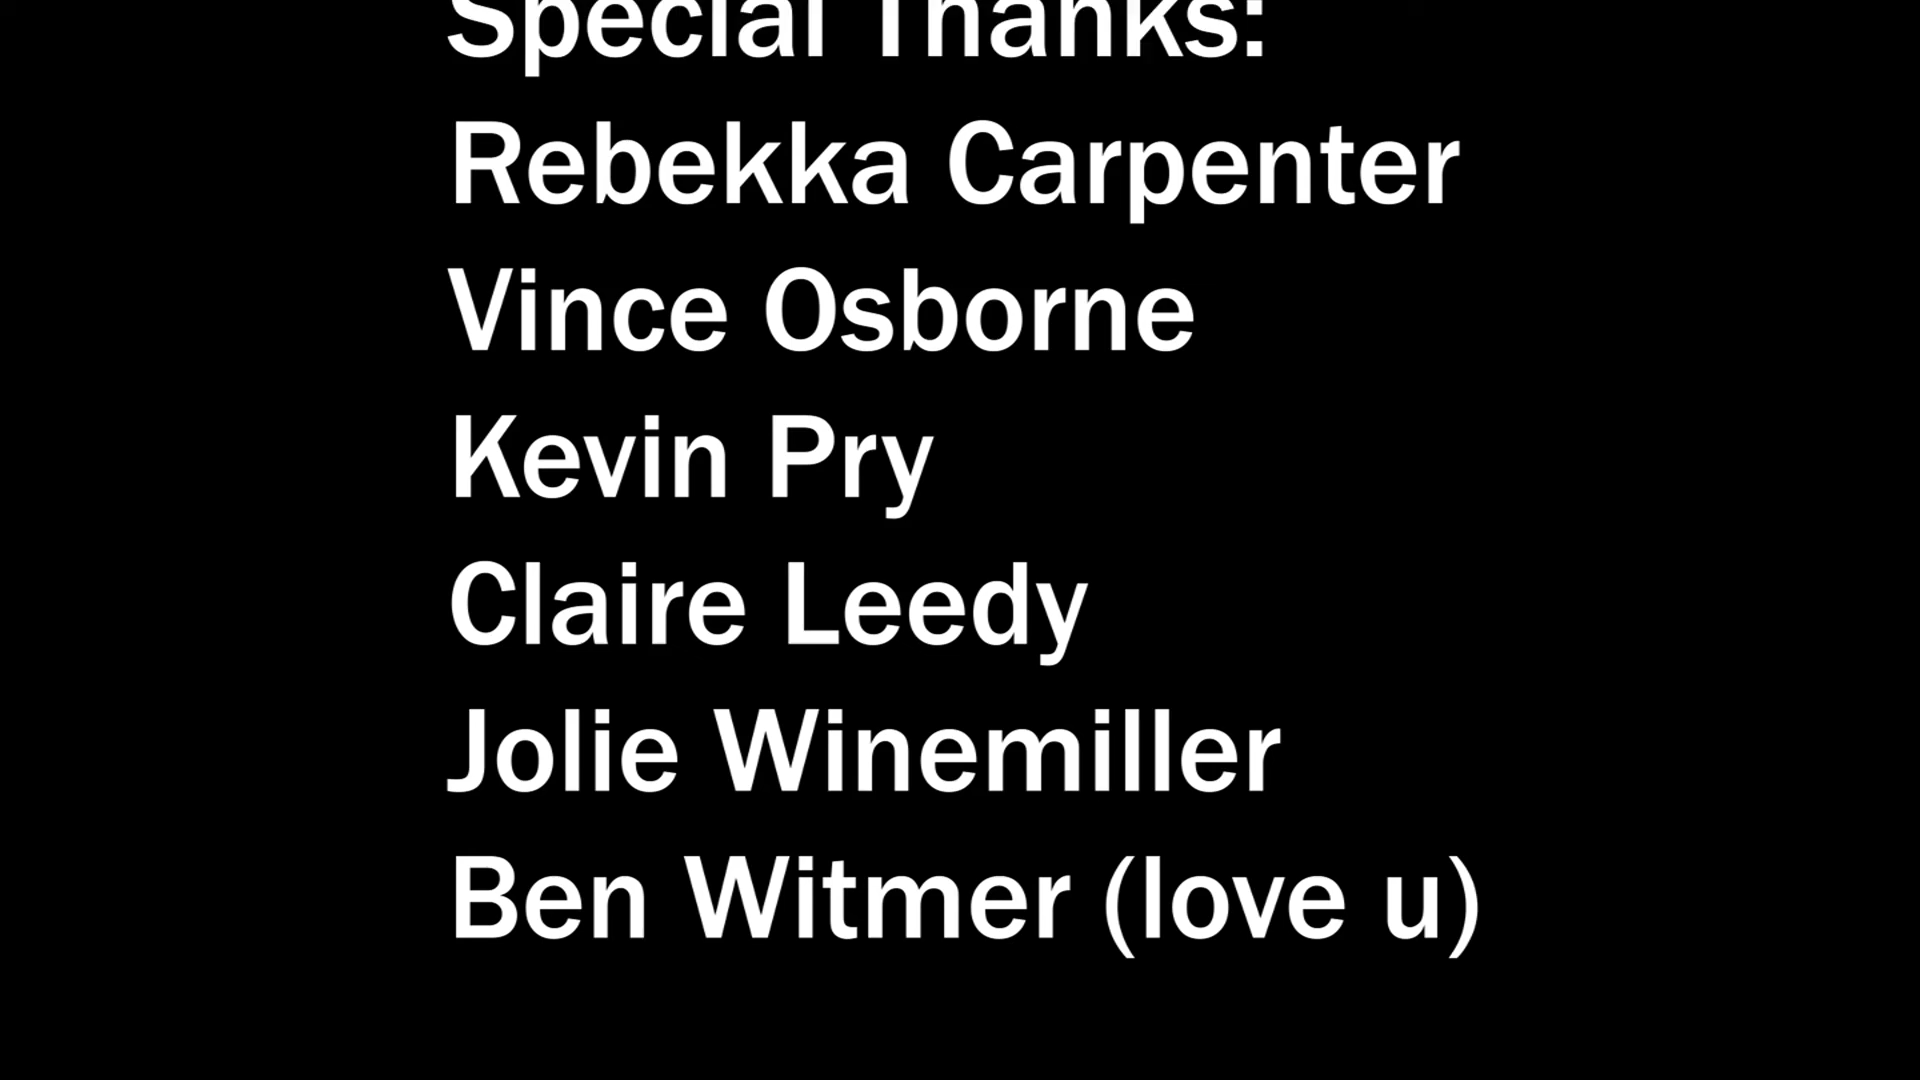 Special Thanks:
Rebekka Carpenter
Vince Osborne
Kevin Pry
Claire Leedy
Jolie Winemiller
Ben Witmer (love u)